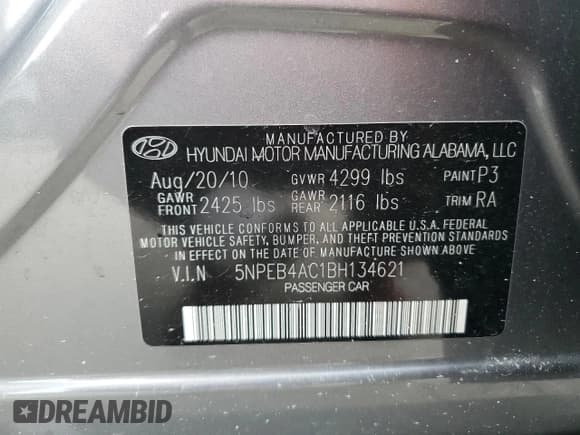 MANUFACTURED BY
HYUNDAI MOTOR MANUFACTURING ALABAMA, LLC
Aug/20/10 GVWR 4299 lbs PAINT P3
GAWR FRONT 2425 lbs GAWR REAR 2116 lbs TRIM RA
THIS VEHICLE CONFORMS TO ALL APPLICABLE U.S.A. FEDERAL
MOTOR VEHICLE SAFETY, BUMPER, AND THEFT PREVENTION STANDARDS
IN EFFECT ON THE DATE OF MANUFACTURE SHOWN ABOVE.
V.I.N 5NPEB4AC1BH134621
PASSENGER CAR
DREAMBID